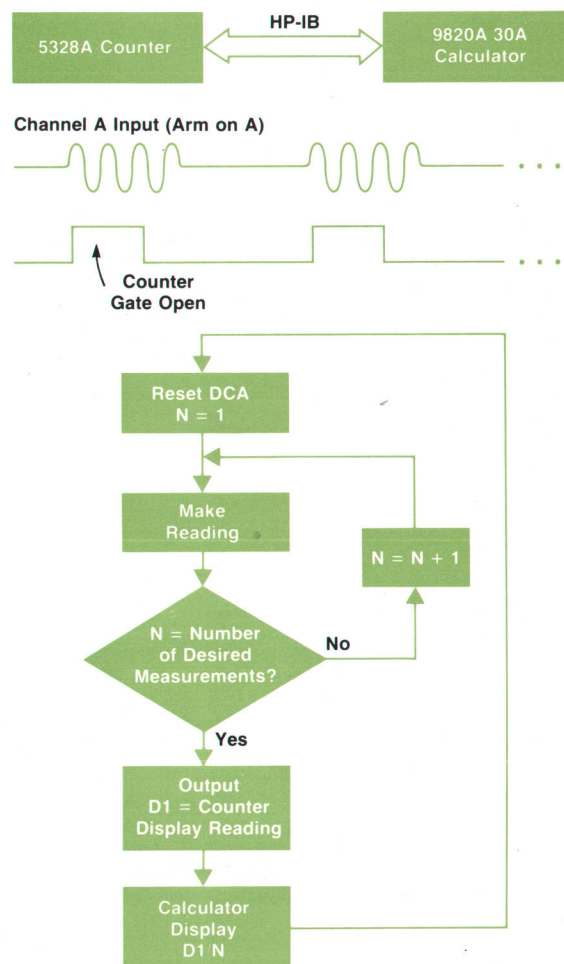 HP-IB
5328A Counter
9820A 30A
Calculator
Channel A Input (Arm on A)
Counter
Gate Open
Reset DCA
N = 1
Make
Reading
N = N + 1
N = Number
of Desired
Measurements?
No
Yes
Output
D1 = Counter
Display Reading
Calculator
Display
D1 N